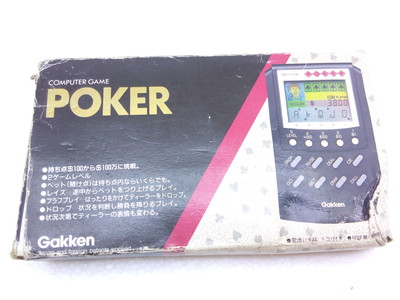 COMPUTER GAME
POKER
●持ち点$100から$100万に挑戦。
●2ゲームレベル
●ベット(賭け点)は持ち点内ならいくらでも。
●レイズ 途中からベットをつり上げるプレイ。
●ブラフプレイ はったりをかけてディーラーをドロップ。
●ドロップ 状況を判断し勝負を降りるプレイ。
●状況次第でディーラーの表情も変わる。
Gakken
3800
A
Q J
LEVEL
Gakken